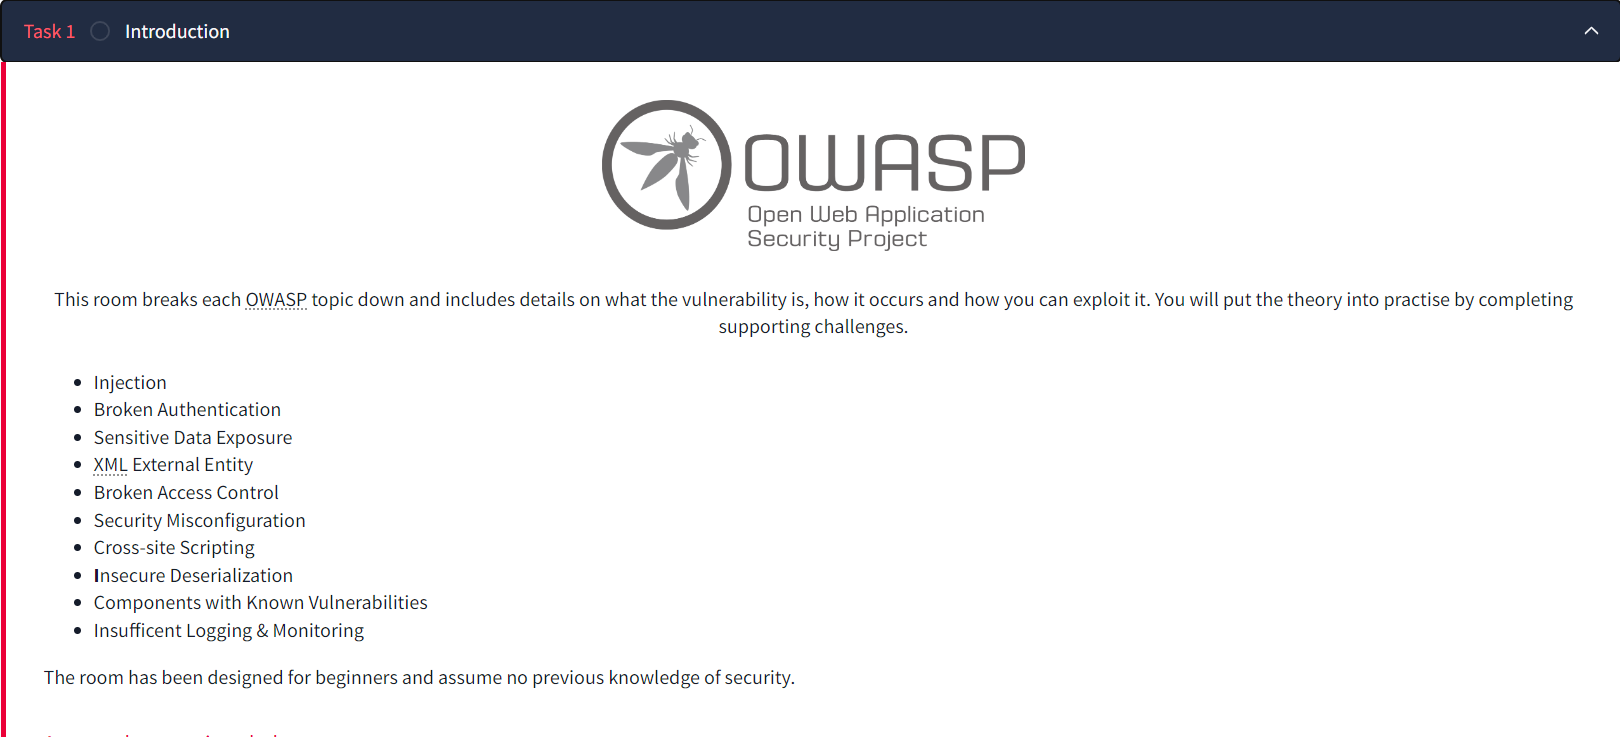 Task 1 Introduction
OWASP
Open Web Application
Security Project
This room breaks each OWASP topic down and includes details on what the vulnerability is, how it occurs and how you can exploit it. You will put the theory into practise by completing
supporting challenges.
Injection
Broken Authentication
Sensitive Data Exposure
XML External Entity
Broken Access Control
Security Misconfiguration
Cross-site Scripting
Insecure Deserialization
Components with Known Vulnerabilities
Insufficent Logging & Monitoring
The room has been designed for beginners and assume no previous knowledge of security.